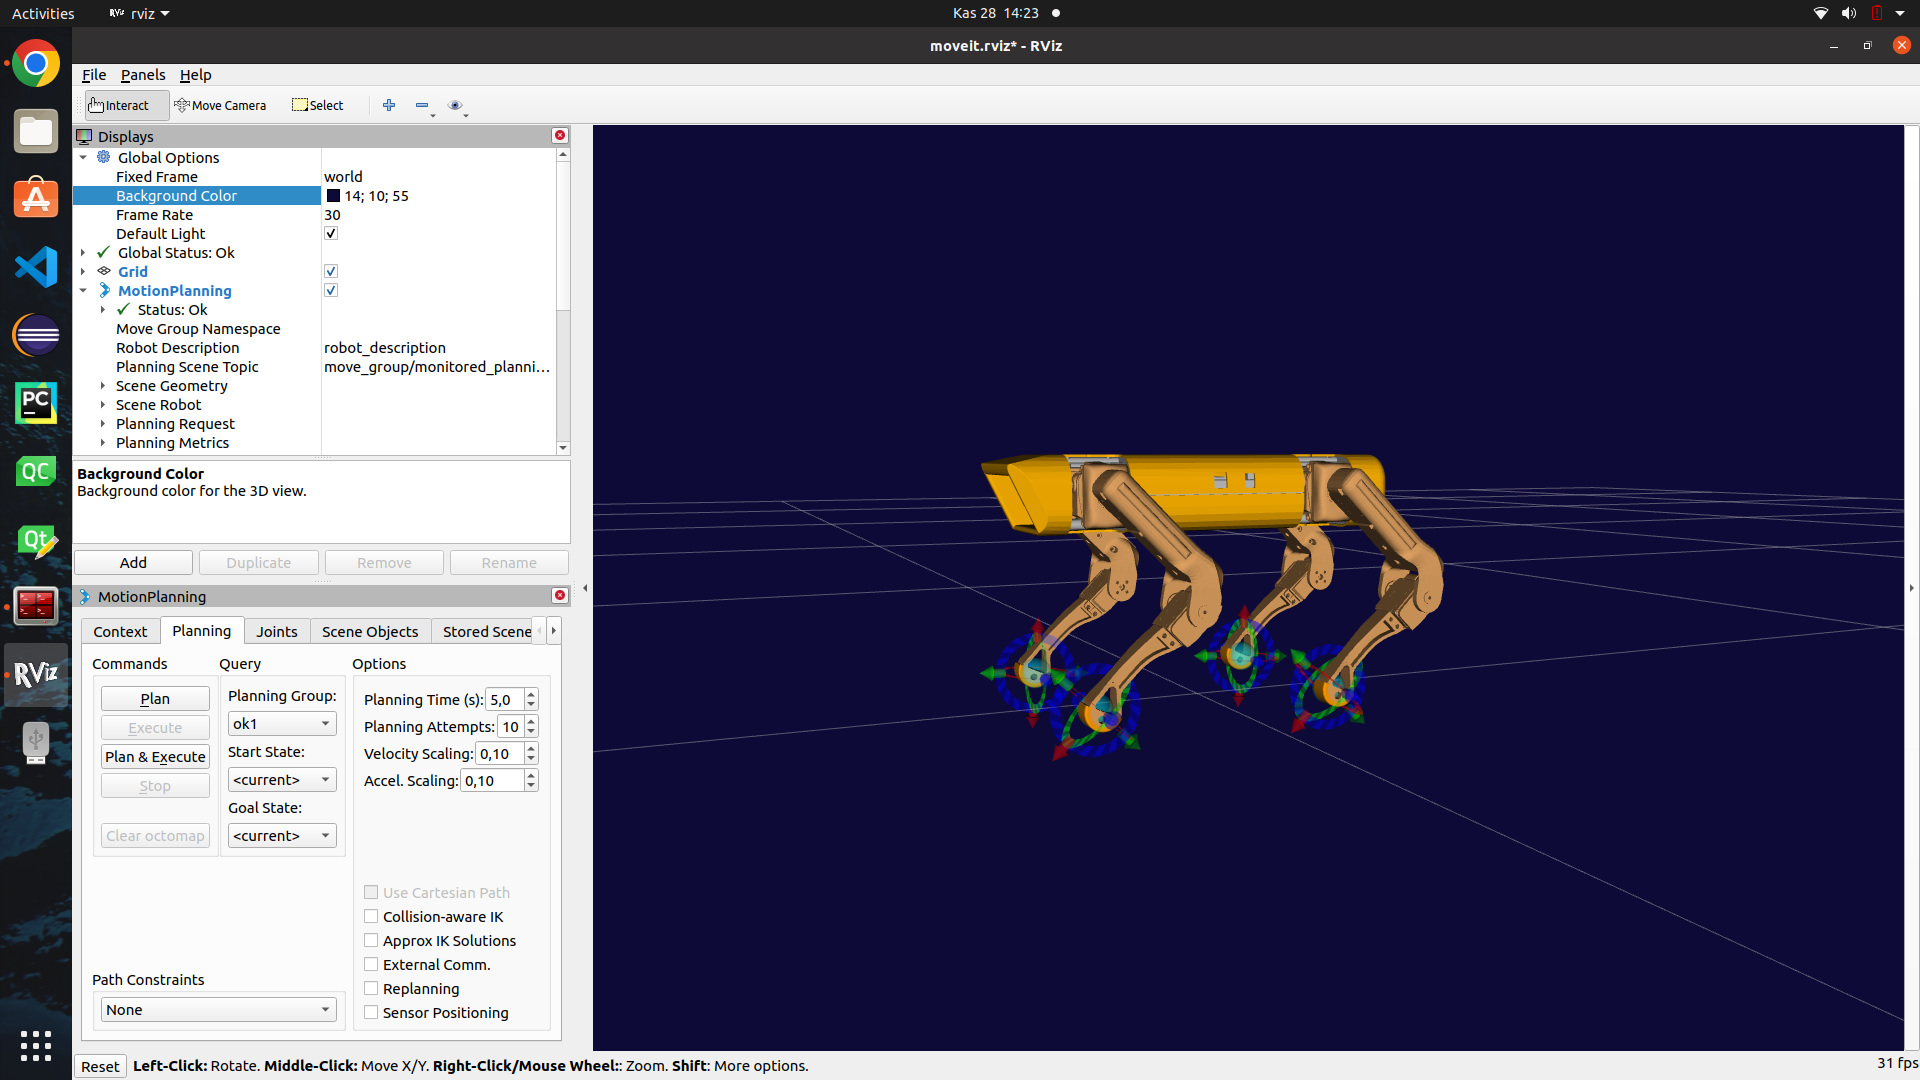 Activities
RViz rviz
Kas 28 14:23
moveit.rviz* - RViz
File Panels Help
Interact Move Camera Select
Displays
Global Options
Fixed Frame world
Background Color 14; 10; 55
Frame Rate 30
Default Light
Global Status: Ok
Grid
MotionPlanning
Status: Ok
Move Group Namespace
Robot Description robot_description
Planning Scene Topic move_group/monitored_planni...
Scene Geometry
Scene Robot
Planning Request
Planning Metrics
Background Color
Background color for the 3D view.
Add Duplicate Remove Rename
MotionPlanning
Context Planning Joints Scene Objects Stored Scene
Commands Query Options
Plan
Execute
Plan & Execute
Stop
Clear octomap
Planning Group:
ok1
Start State:
<current>
Goal State:
<current>
Planning Time (s): 5,0
Planning Attempts: 10
Velocity Scaling: 0,10
Accel. Scaling: 0,10
Use Cartesian Path
Collision-aware IK
Approx IK Solutions
External Comm.
Replanning
Sensor Positioning
Path Constraints
None
Reset Left-Click: Rotate. Middle-Click: Move X/Y. Right-Click/Mouse Wheel:: Zoom. Shift: More options.
31 fps
PC
QC
Qt
RViz